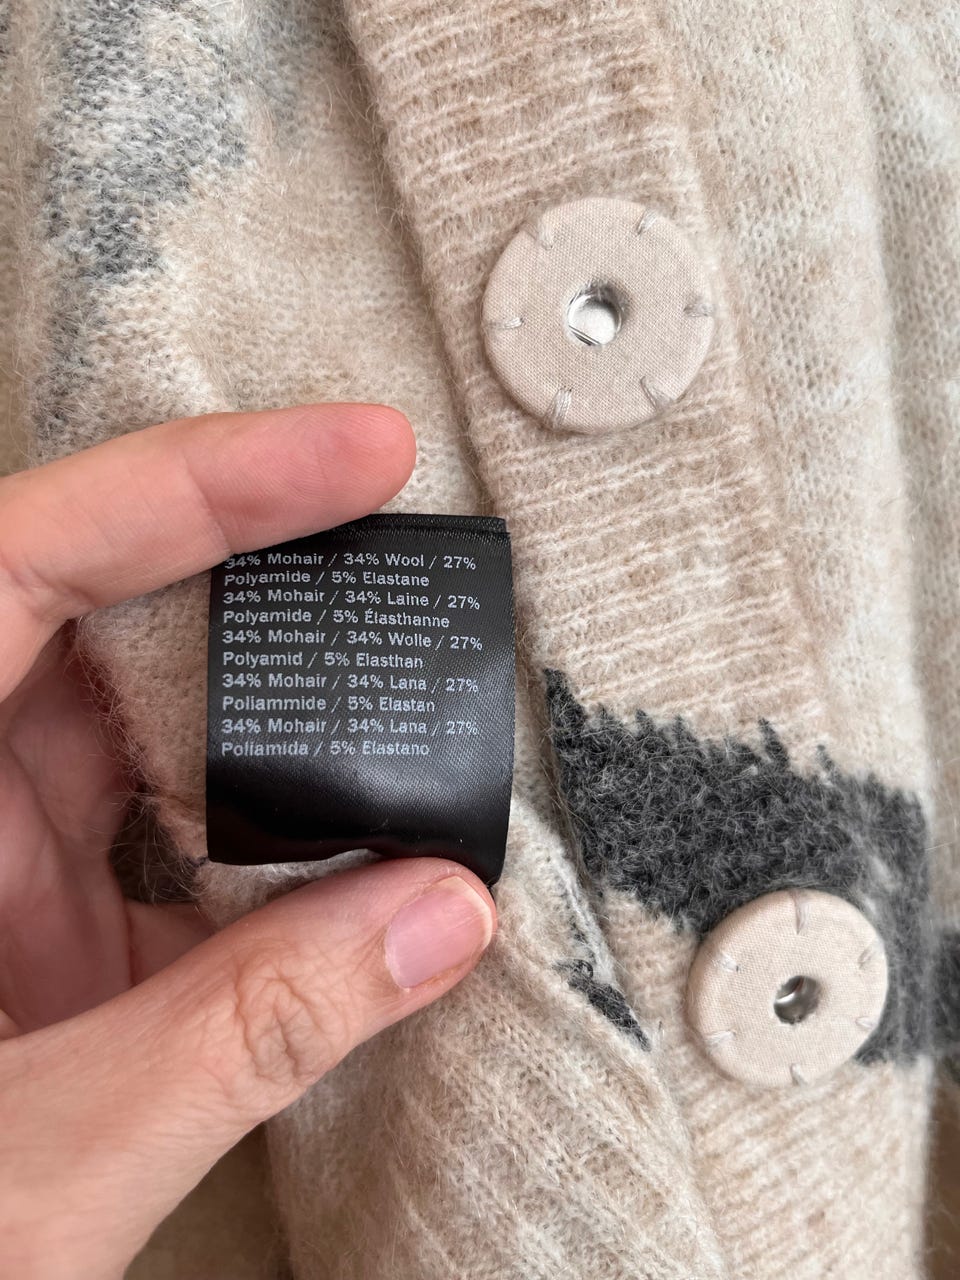 34% Mohair / 34% Wool / 27%
Polyamide / 5% Elastane
34% Mohair / 34% Laine / 27%
Polyamide / 5% Élasthanne
34% Mohair / 34% Wolle / 27%
Polyamid / 5% Elasthan
34% Mohair / 34% Lana / 27%
Poliammide / 5% Elastan
34% Mohair / 34% Lana / 27%
Poliamida / 5% Elastano